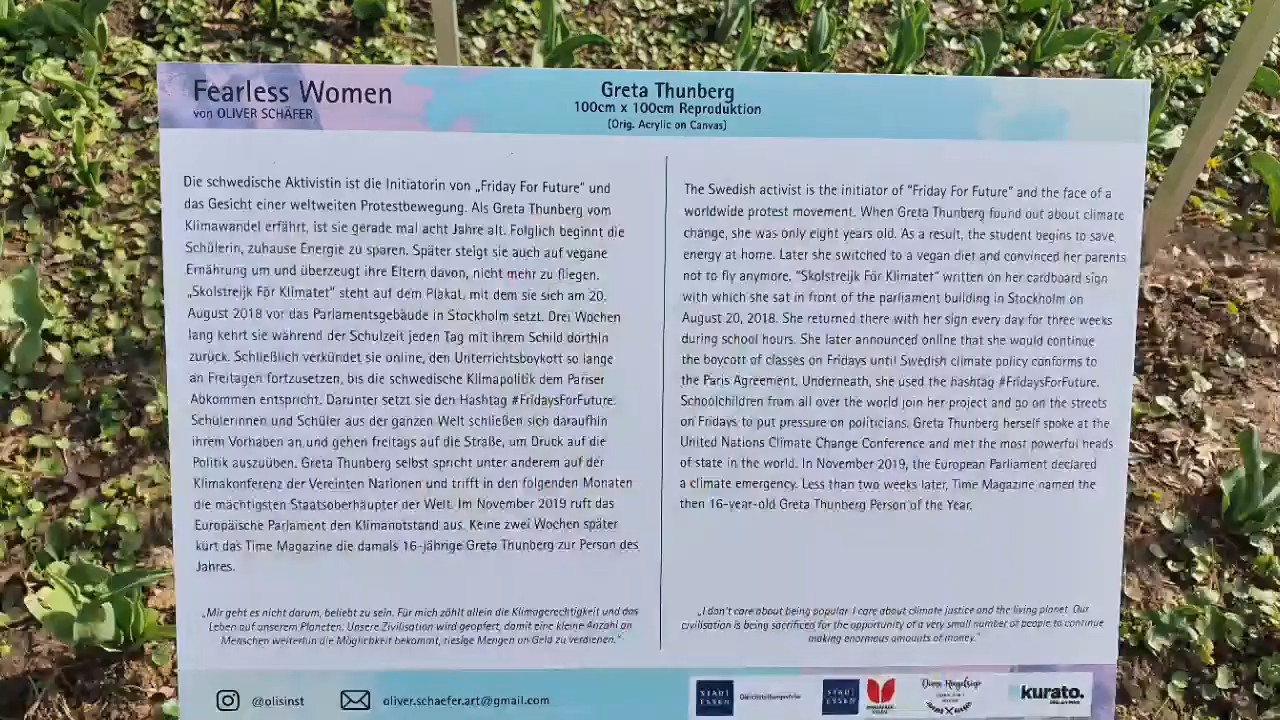 Fearless Women
von OLIVER SCHÄFER
Greta Thunberg
100cm x 100cm Reproduktion
(Orig. Acrylic on Canvas)
Die schwedische Aktivistin ist die Initiatorin von „Friday For Future" und
das Gesicht einer weltweiten Protestbewegung. Als Greta Thunberg vom
Klimawandel erfährt, ist sie gerade mal acht Jahre alt. Folglich beginnt die
Schülerin, zuhause Energie zu sparen. Später steigt sie auch auf vegane
Ernährung um und überzeugt ihre Eltern davon, nicht mehr zu fliegen.
„Skolstreijk För Klimatet" steht auf dem Plakat, mit dem sie sich am 20.
August 2018 vor das Parlamentsgebäude in Stockholm setzt. Drei Wochen
lang kehrt sie während der Schulzeit jeden Tag mit ihrem Schild dorthin
zurück. Schließlich verkündet sie online, den Unterrichtsboykott so lange
an Freitagen fortzusetzen, bis die schwedische Klimapolitik dem Pariser
Abkommen entspricht. Darunter setzt sie den Hashtag #FridaysForFuture.
Schülerinnen und Schüler aus der ganzen Welt schließen sich daraufhin
ihrem Vorhaben an und gehen freitags auf die Straße, um Druck auf die
Politik auszuüben. Greta Thunberg selbst spricht unter anderem auf der
Klimakonferenz der Vereinten Nationen und trifft in den folgenden Monaten
die mächtigsten Staatsoberhäupter der Welt. Im November 2019 ruft das
Europäische Parlament den Klimanotstand aus. Keine zwei Wochen später
kürt das Time Magazine die damals 16-jährige Greta Thunberg zur Person des
Jahres.
„Mir geht es nicht darum, beliebt zu sein. Für mich zählt allein die Klimagerechtigkeit und das
Leben auf unserem Planeten. Unsere Zivilisation wird geopfert, damit eine kleine Anzahl an
Menschen weiterhin die Möglichkeit bekommt, riesige Mengen an Geld zu verdienen."
The Swedish activist is the initiator of "Friday For Future" and the face of a
worldwide protest movement. When Greta Thunberg found out about climate
change, she was only eight years old. As a result, the student begins to save
energy at home. Later she switched to a vegan diet and convinced her parents
not to fly anymore. "Skolstreijk För Klimatet" written on her cardboard sign
with which she sat in front of the parliament building in Stockholm on
August 20, 2018. She returned there with her sign every day for three weeks
during school hours. She later announced online that she would continue
the boycott of classes on Fridays until Swedish climate policy conforms to
the Paris Agreement. Underneath, she used the hashtag #FridaysForFuture.
Schoolchildren from all over the world join her project and go on the streets
on Fridays to put pressure on politicians. Greta Thunberg herself spoke at the
United Nations Climate Change Conference and met the most powerful heads
of state in the world. In November 2019, the European Parliament declared
a climate emergency. Less than two weeks later, Time Magazine named the
then 16-year-old Greta Thunberg Person of the Year.
„I don't care about being popular. I care about climate justice and the living planet. Our
civilisation is being sacrificed for the opportunity of a very small number of people to continue
making enormous amounts of money."
@olisinst
oliver.schaefer.art@gmail.com
STADT
ESSEN
Gleichstellungsstelle
STADT
ESSEN
kurato.